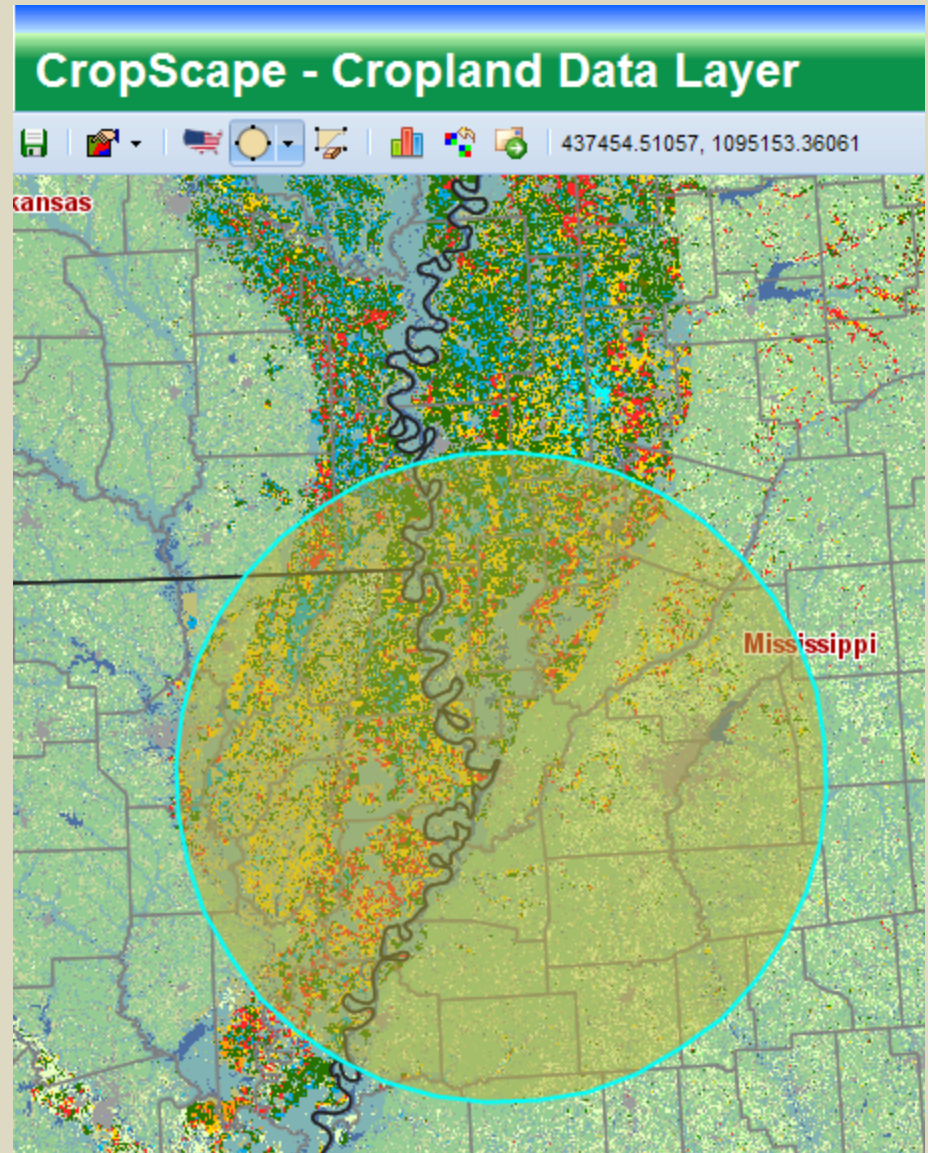 CropScape - Cropland Data Layer
437454.51057, 1095153.36061
kansas
Mississippi